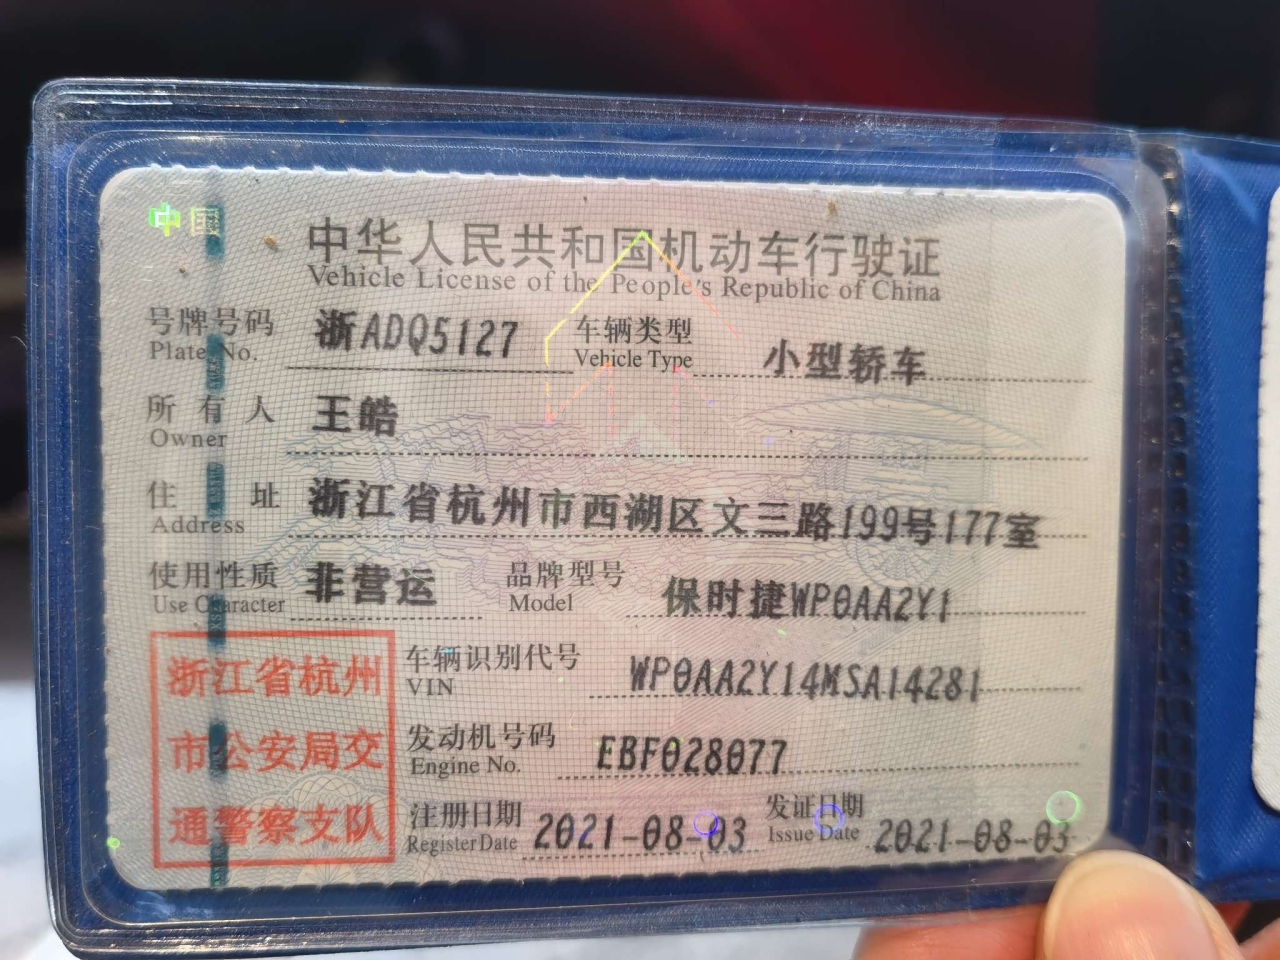 中国
中华人民共和国机动车行驶证
Vehicle License of the People's Republic of China
号牌号码 浙ADQ5127 车辆类型 小型轿车
Plate No. Vehicle Type
所有人 王皓
Owner
住址 浙江省杭州市西湖区文三路199号177室
Address
使用性质 非营运 品牌型号 保时捷WP0AA2Y1
Use Character Model
浙江省杭州
市公安局交
通警察支队
车辆识别代号 WP0AA2Y14MSA14281
VIN
发动机号码 EBF028077
Engine No.
注册日期 2021-08-03 发证日期 2021-08-03
Register Date Issue Date